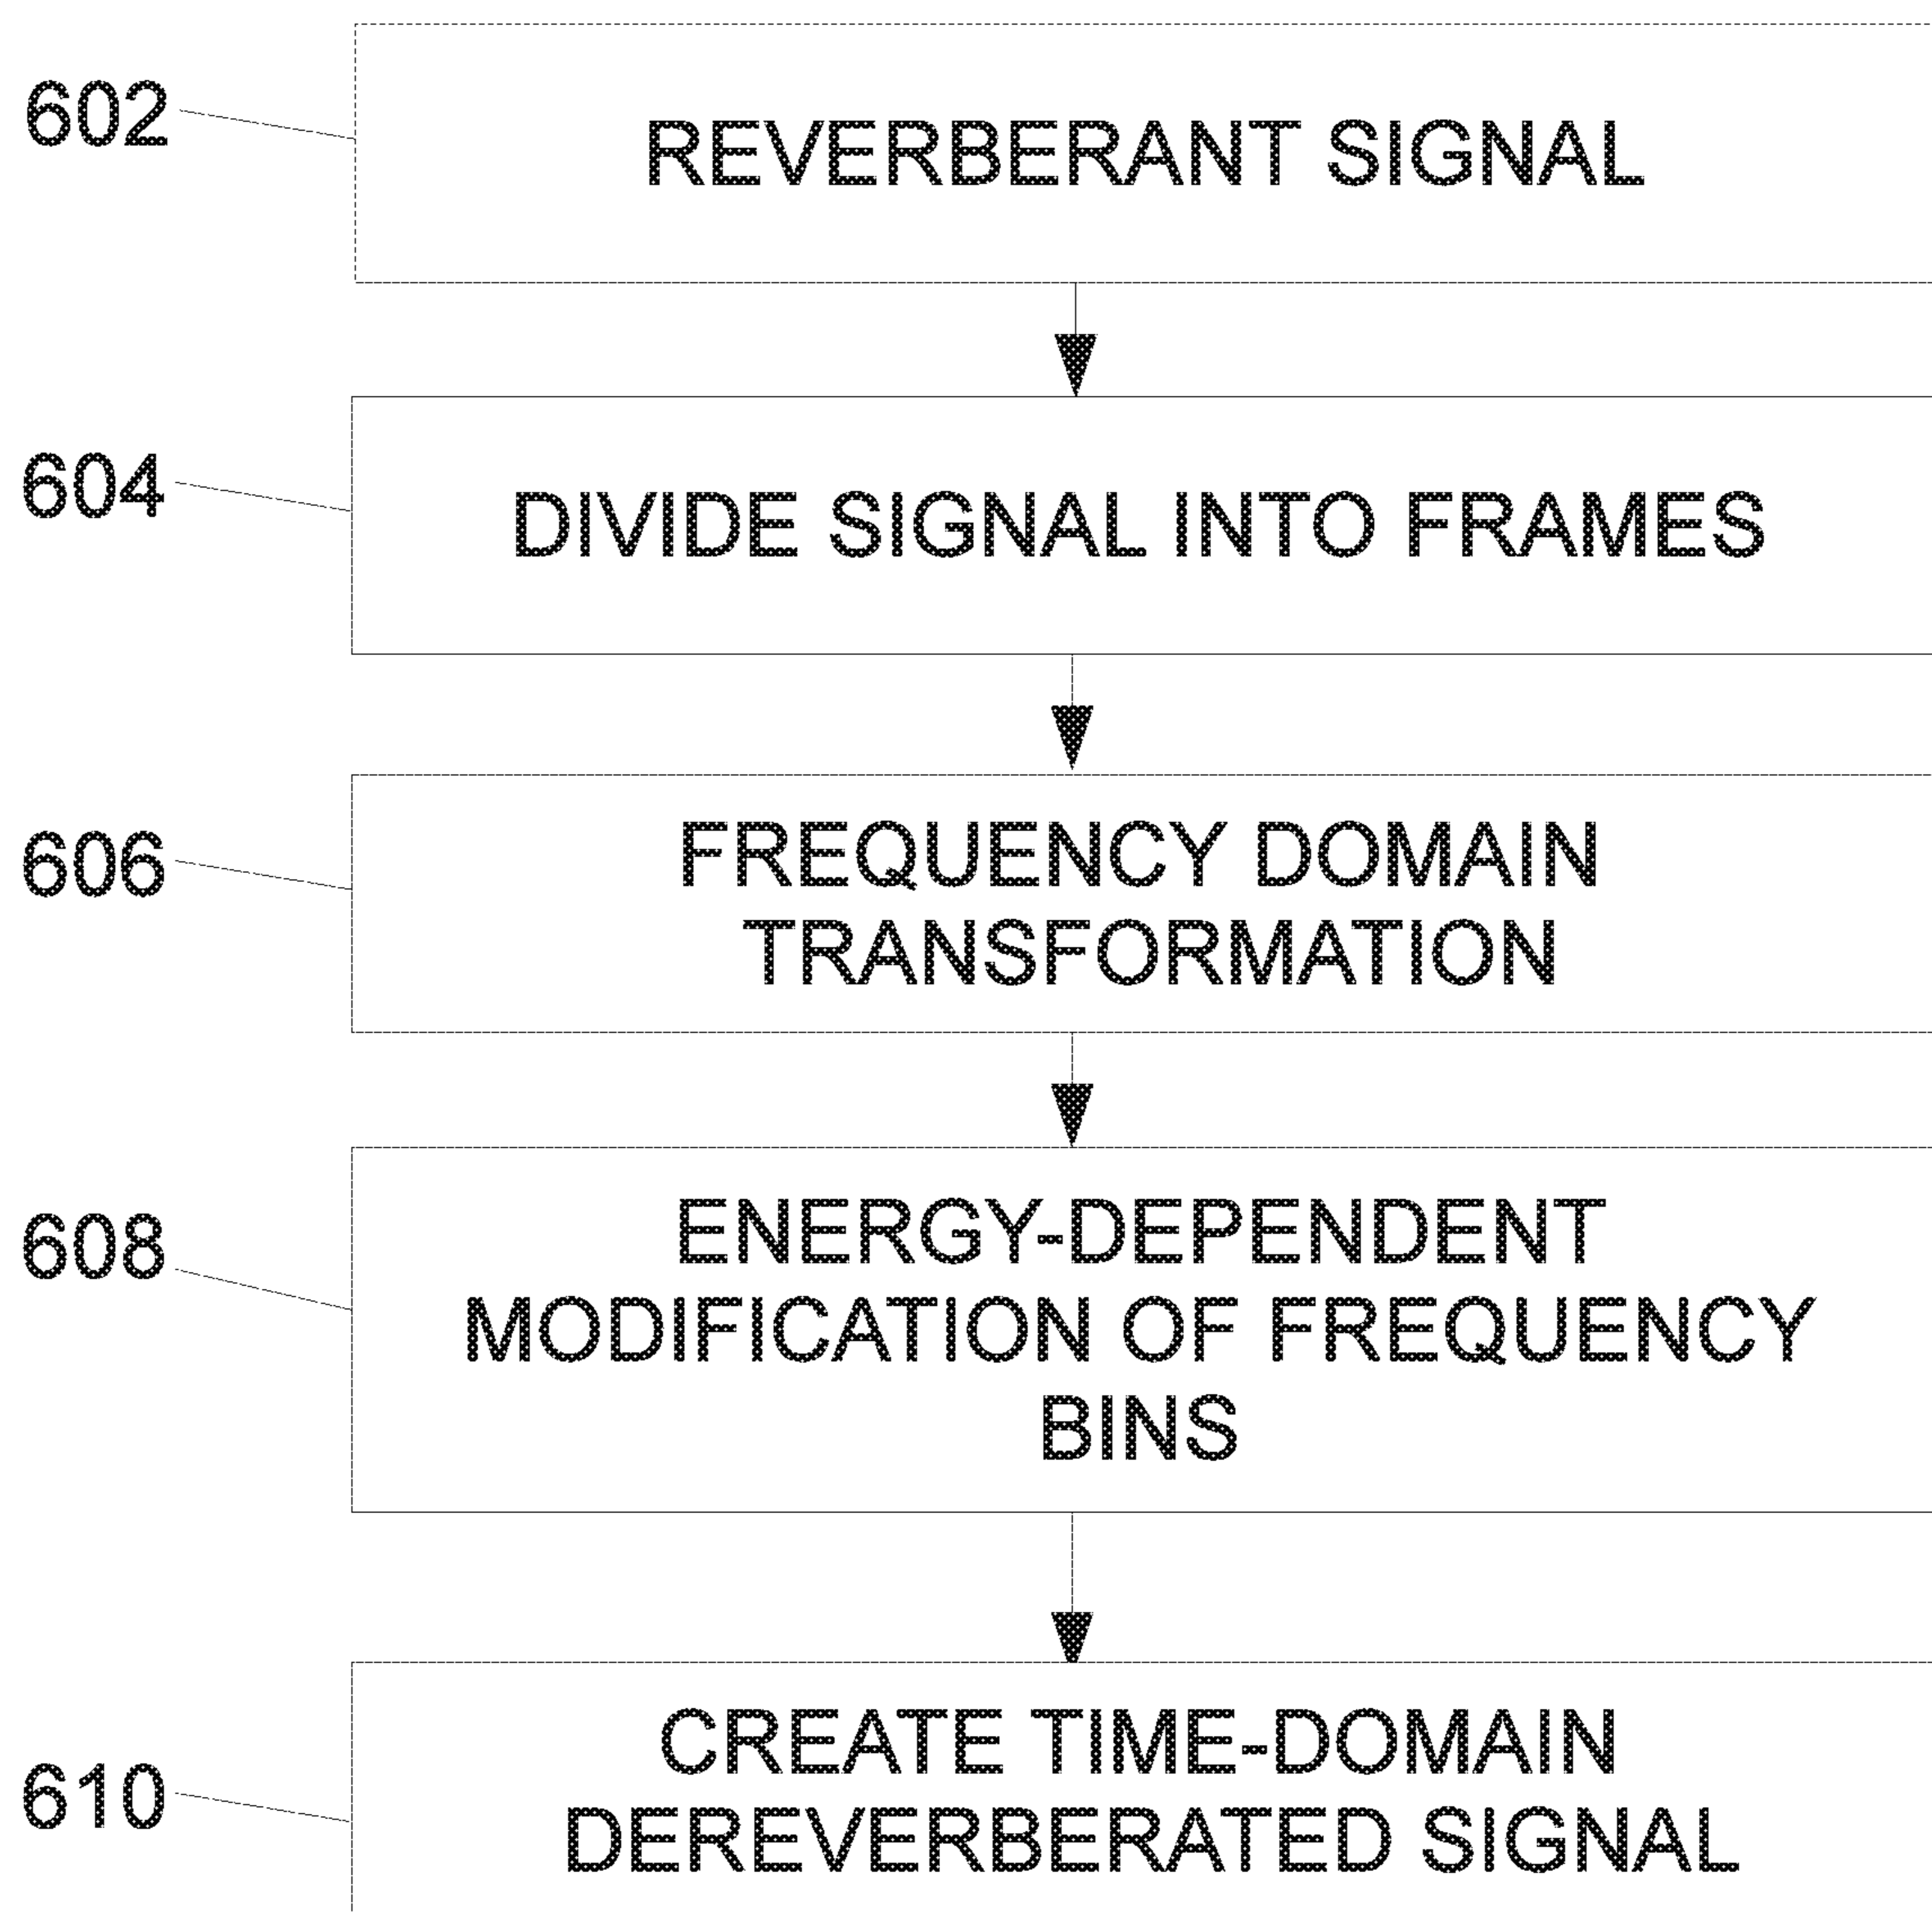 602
REVERBERANT SIGNAL
604
DIVIDE SIGNAL INTO FRAMES
606
FREQUENCY DOMAIN
TRANSFORMATION
608
ENERGY-DEPENDENT
MODIFICATION OF FREQUENCY
BINS
610
CREATE TIME-DOMAIN
DEREVERBERATED SIGNAL